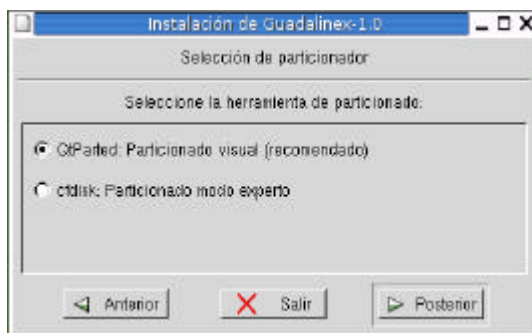 Instalación de Guadalinex-1.0
Selección de particionador
Seleccione la herramienta de particionado:
QtParted: Particionado visual (recomendado)
cfdisk: Particionado modo experto
Anterior
Salir
Posterior